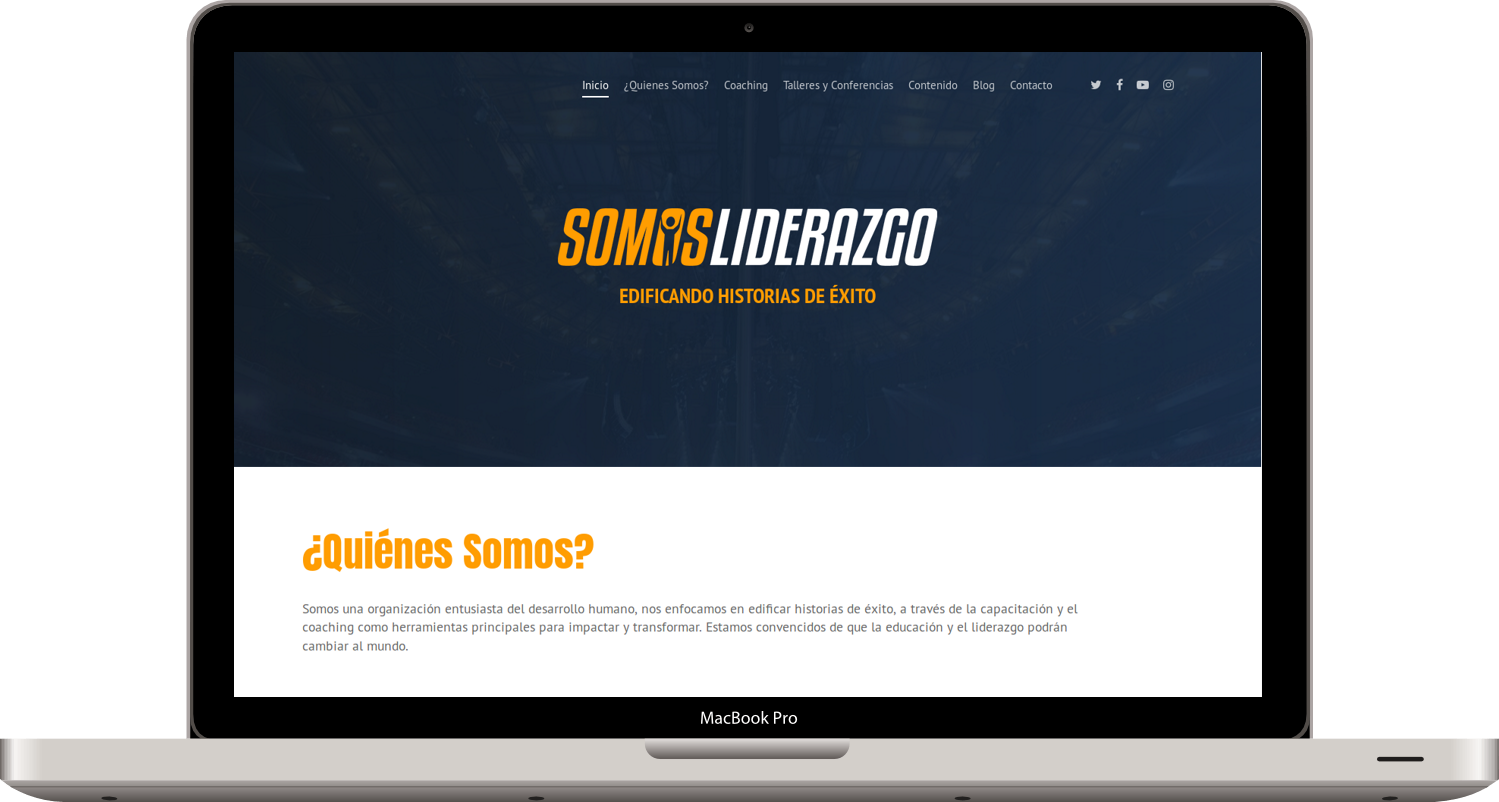 Inicio ¿Quienes Somos? Coaching Talleres y Conferencias Contenido Blog Contacto
SOMOSLIDERAZGO
EDIFICANDO HISTORIAS DE ÉXITO
¿Quiénes Somos?
Somos una organización entusiasta del desarrollo humano, nos enfocamos en edificar historias de éxito, a través de la capacitación y el
coaching como herramientas principales para impactar y transformar. Estamos convencidos de que la educación y el liderazgo podrán
cambiar al mundo.
MacBook Pro